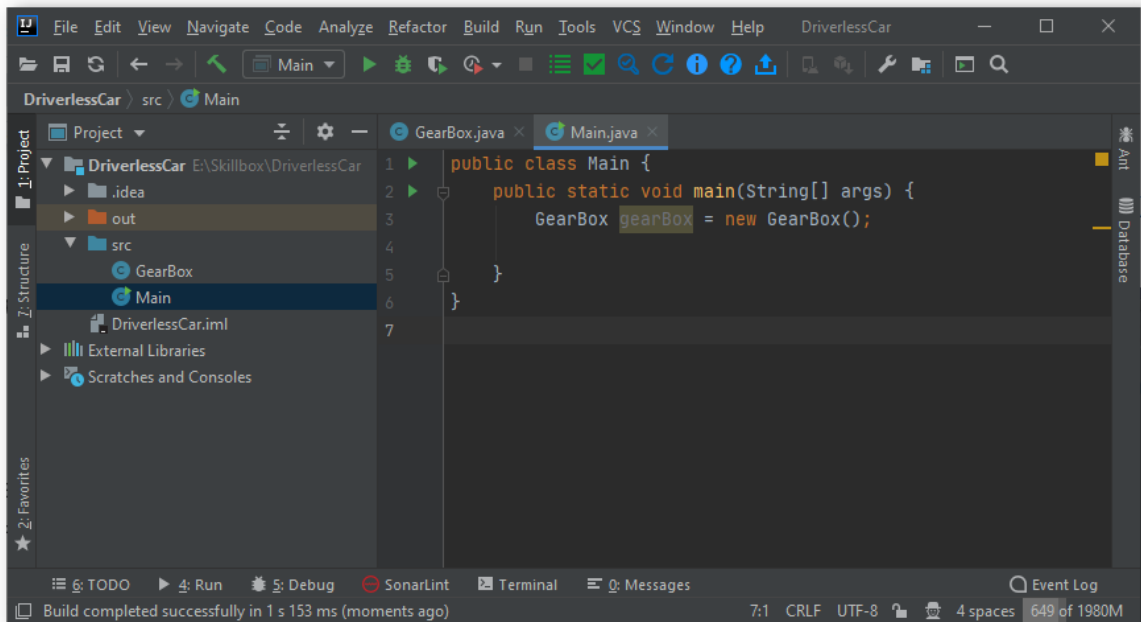 File Edit View Navigate Code Analyze Refactor Build Run Tools VCS Window Help DriverlessCar
Main
DriverlessCar src Main
1: Project
Z: Structure
2: Favorites
Project
DriverlessCar E:\Skillbox\DriverlessCar
.idea
out
src
GearBox
Main
DriverlessCar.iml
External Libraries
Scratches and Consoles
GearBox.java Main.java
1 public class Main {
2 public static void main(String[] args) {
3 GearBox gearBox = new GearBox();
4
5 }
6 }
7
Ant
Database
6: TODO 4: Run 5: Debug SonarLint Terminal 0: Messages Event Log
Build completed successfully in 1 s 153 ms (moments ago) 7:1 CRLF UTF-8 4 spaces 649 of 1980M